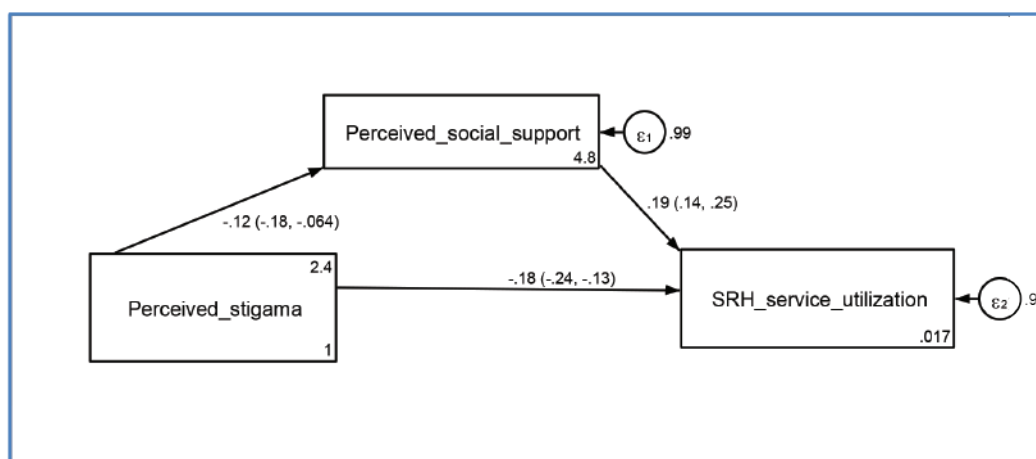 Perceived_social_support
4.8
ε1
.99
-.12 (-.18, -.064)
.19 (.14, .25)
2.4
Perceived_stigama
1
-.18 (-.24, -.13)
SRH_service_utilization
.017
ε2
.9